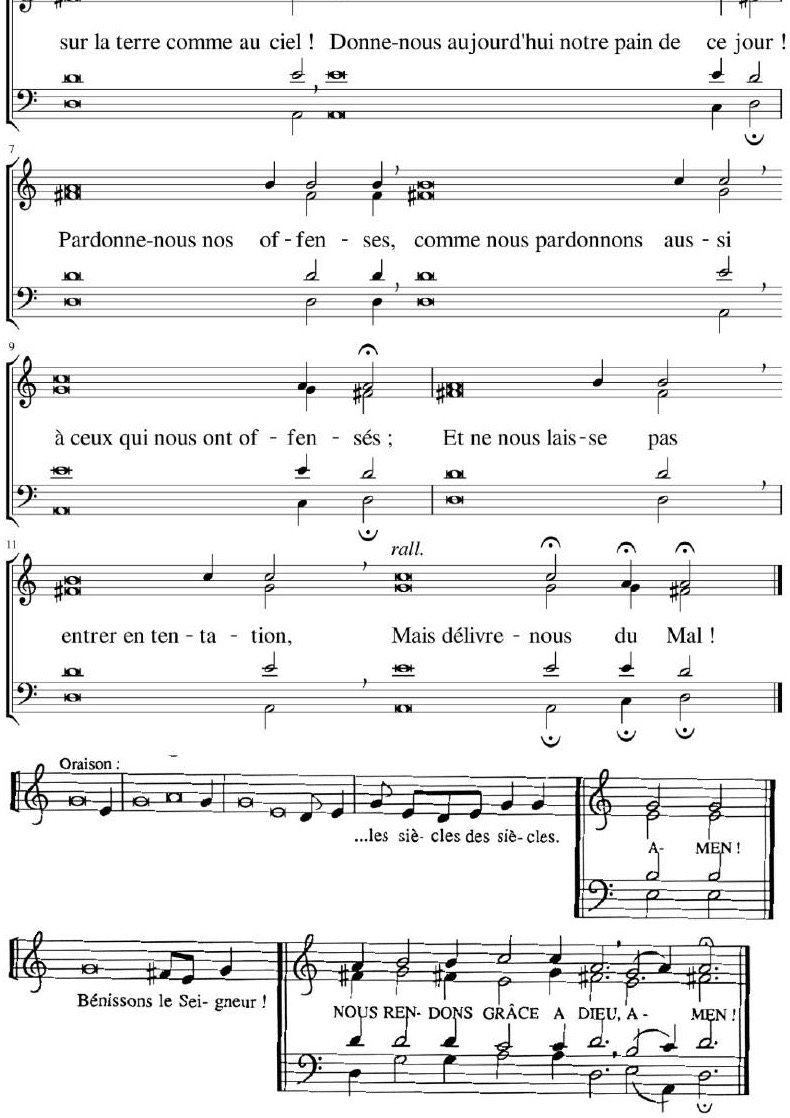 sur la terre comme au ciel ! Donne-nous aujourd'hui notre pain de ce jour !
7
Pardonne-nous nos of - fen - ses, comme nous pardonnons aus - si
9
à ceux qui nous ont of - fen - sés ; Et ne nous lais - se pas
11
rall.
entrer en ten - ta - tion, Mais délivre - nous du Mal !
Oraison :
...les siè- cles des siè- cles.
A- MEN !
Bénissons le Sei- gneur !
NOUS REN- DONS GRÂCE A DIEU, A- MEN !